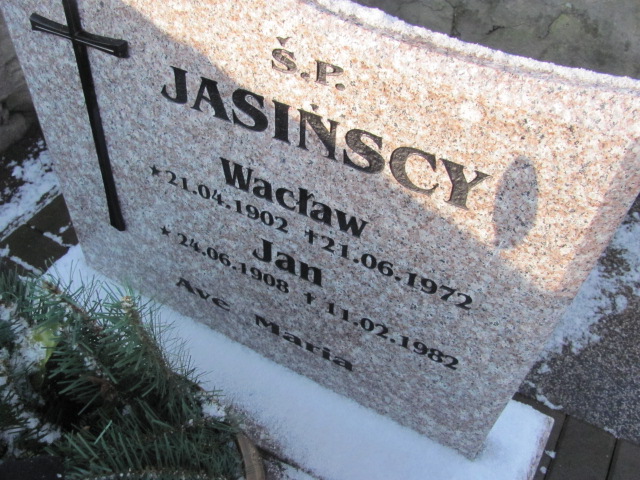 Ś.P.
JASIŃSCY
Wacław
*21.04.1902 †21.06.1972
Jan
*24.06.1908 †11.02.1982
Ave Maria